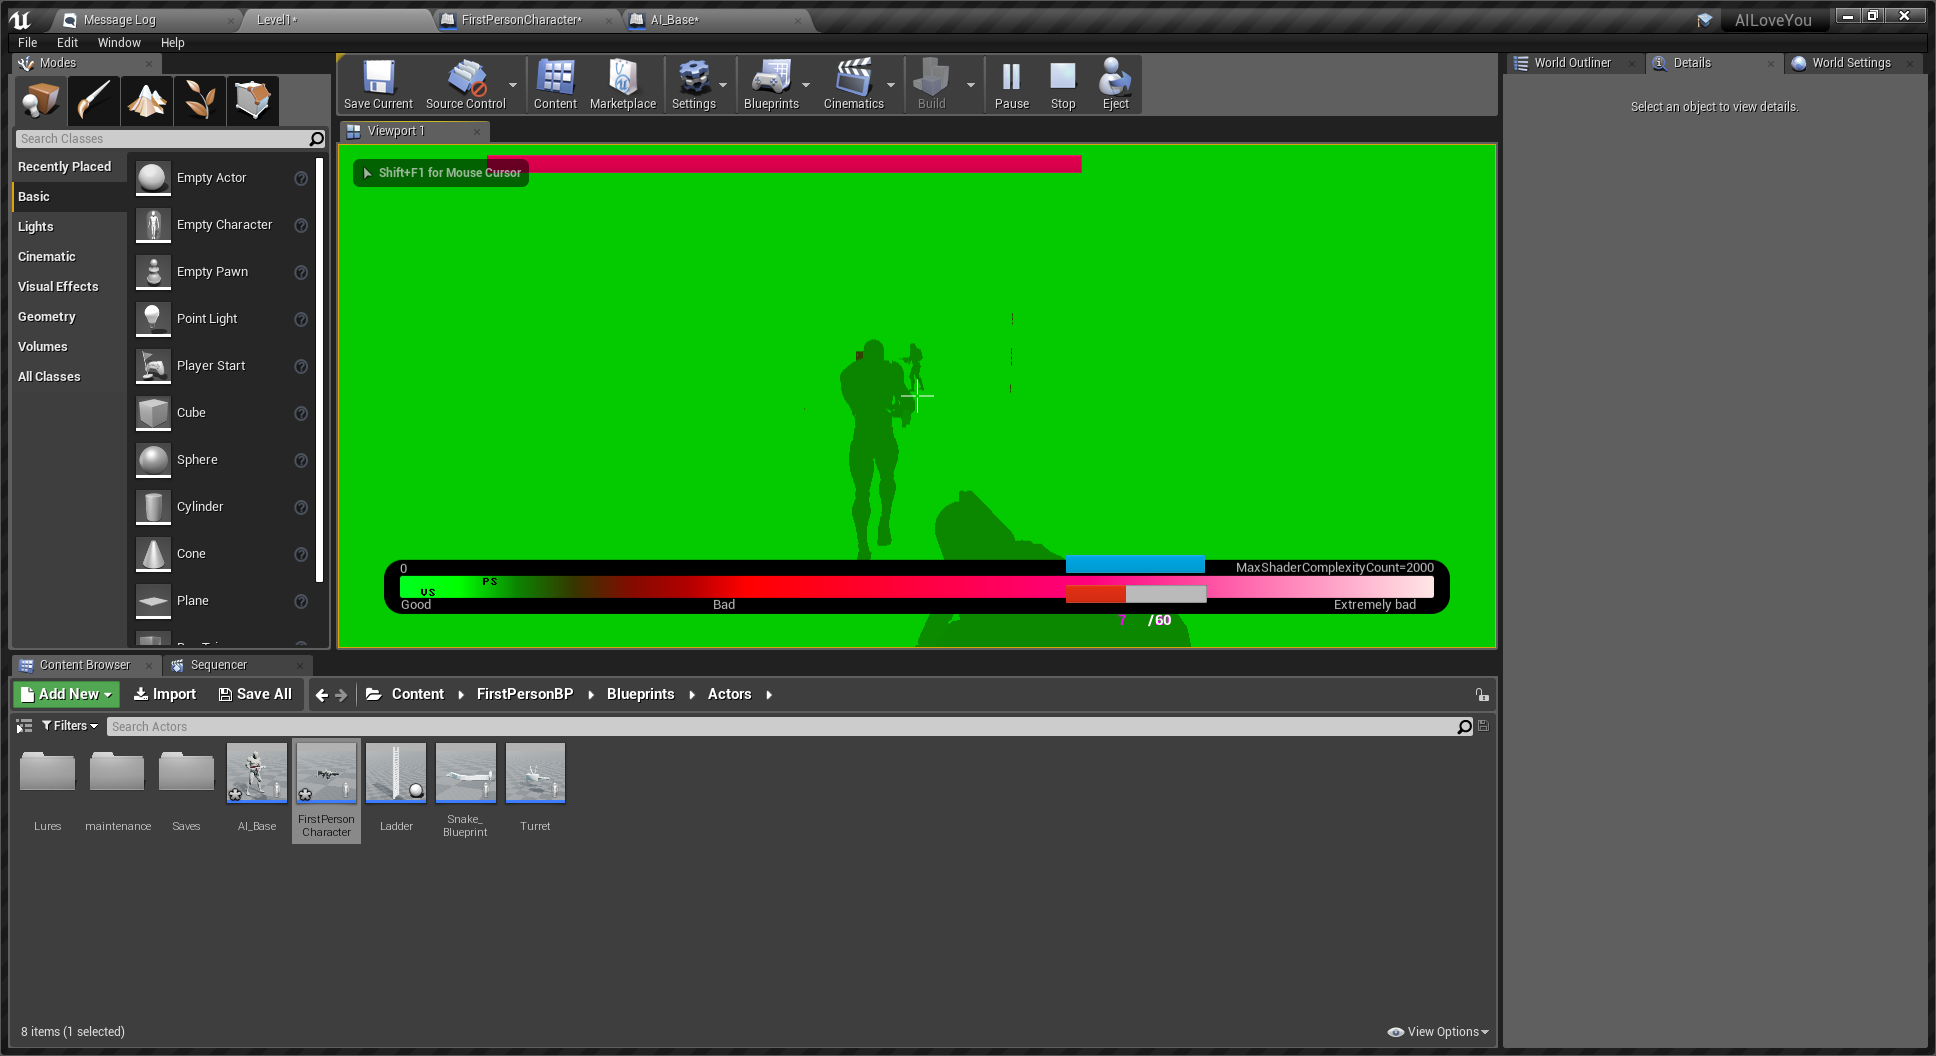 Message Log
Level1*
FirstPersonCharacter*
AI_Base*
AILoveYou
File Edit Window Help
Modes
Search Classes
Recently Placed
Basic
Lights
Cinematic
Visual Effects
Geometry
Volumes
All Classes
Empty Actor
Empty Character
Empty Pawn
Point Light
Player Start
Cube
Sphere
Cylinder
Cone
Plane
Save Current
Source Control
Content
Marketplace
Settings
Blueprints
Cinematics
Build
Pause
Stop
Eject
Viewport 1
Shift+F1 for Mouse Cursor
0
MaxShaderComplexityCount=2000
PS
VS
Good
Bad
Extremely bad
7 /60
World Outliner
Details
World Settings
Select an object to view details.
Content Browser
Sequencer
Add New
Import
Save All
Content
FirstPersonBP
Blueprints
Actors
Filters
Search Actors
Lures
maintenance
Saves
AI_Base
FirstPerson
Character
Ladder
Snake_
Blueprint
Turret
8 items (1 selected)
View Options